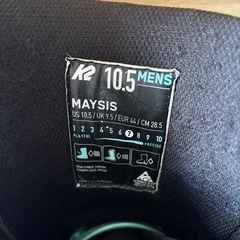 K2 10.5 MENS
MAYSIS
US 10.5 / UK 9.5 / EUR 44 / CM 28.5
1 2 3 4 5 6 7 8 9 10
PLAYFUL PRECISE